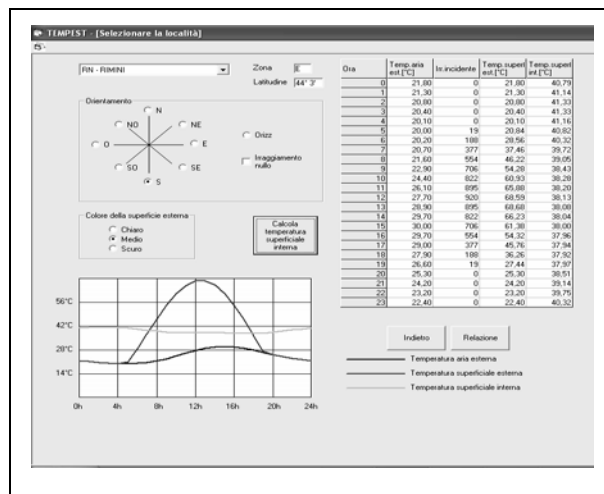 TEMPEST - [Selezionare la località]
RN - RIMINI
Zona E
Latitudine 44° 3'
Orientamento
N
NO NE
O E
SO SE
S
Orizz
Irraggiamento nullo
Colore della superficie esterna
Chiaro
Medio
Scuro
Calcola
temperatura
superficiale
interna
Ora Temp.aria est.[°C] Irr.incidente Temp.superf est.[°C] Temp.superf int.[°C]
0 21,80 0 21,80 40,79
1 21,30 0 21,30 41,14
2 20,80 0 20,80 41,33
3 20,40 0 20,40 41,33
4 20,10 0 20,10 41,16
5 20,00 19 20,84 40,82
6 20,20 188 28,56 40,32
7 20,70 377 37,46 39,72
8 21,60 554 46,22 39,05
9 22,90 706 54,28 38,43
10 24,40 822 60,93 38,28
11 26,10 895 65,88 38,20
12 27,70 920 68,59 38,13
13 28,90 895 68,68 38,08
14 29,70 822 66,23 38,04
15 30,00 706 61,38 38,00
16 29,70 554 54,32 37,96
17 29,00 377 45,76 37,94
18 27,90 188 36,26 37,92
19 26,60 19 27,44 37,97
20 25,30 0 25,30 38,51
21 24,20 0 24,20 39,14
22 23,20 0 23,20 39,75
23 22,40 0 22,40 40,32
56°C
42°C
28°C
14°C
0h 4h 8h 12h 16h 20h 24h
Indietro Relazione
Temperatura aria esterna
Temperatura superficiale esterna
Temperatura superficiale interna